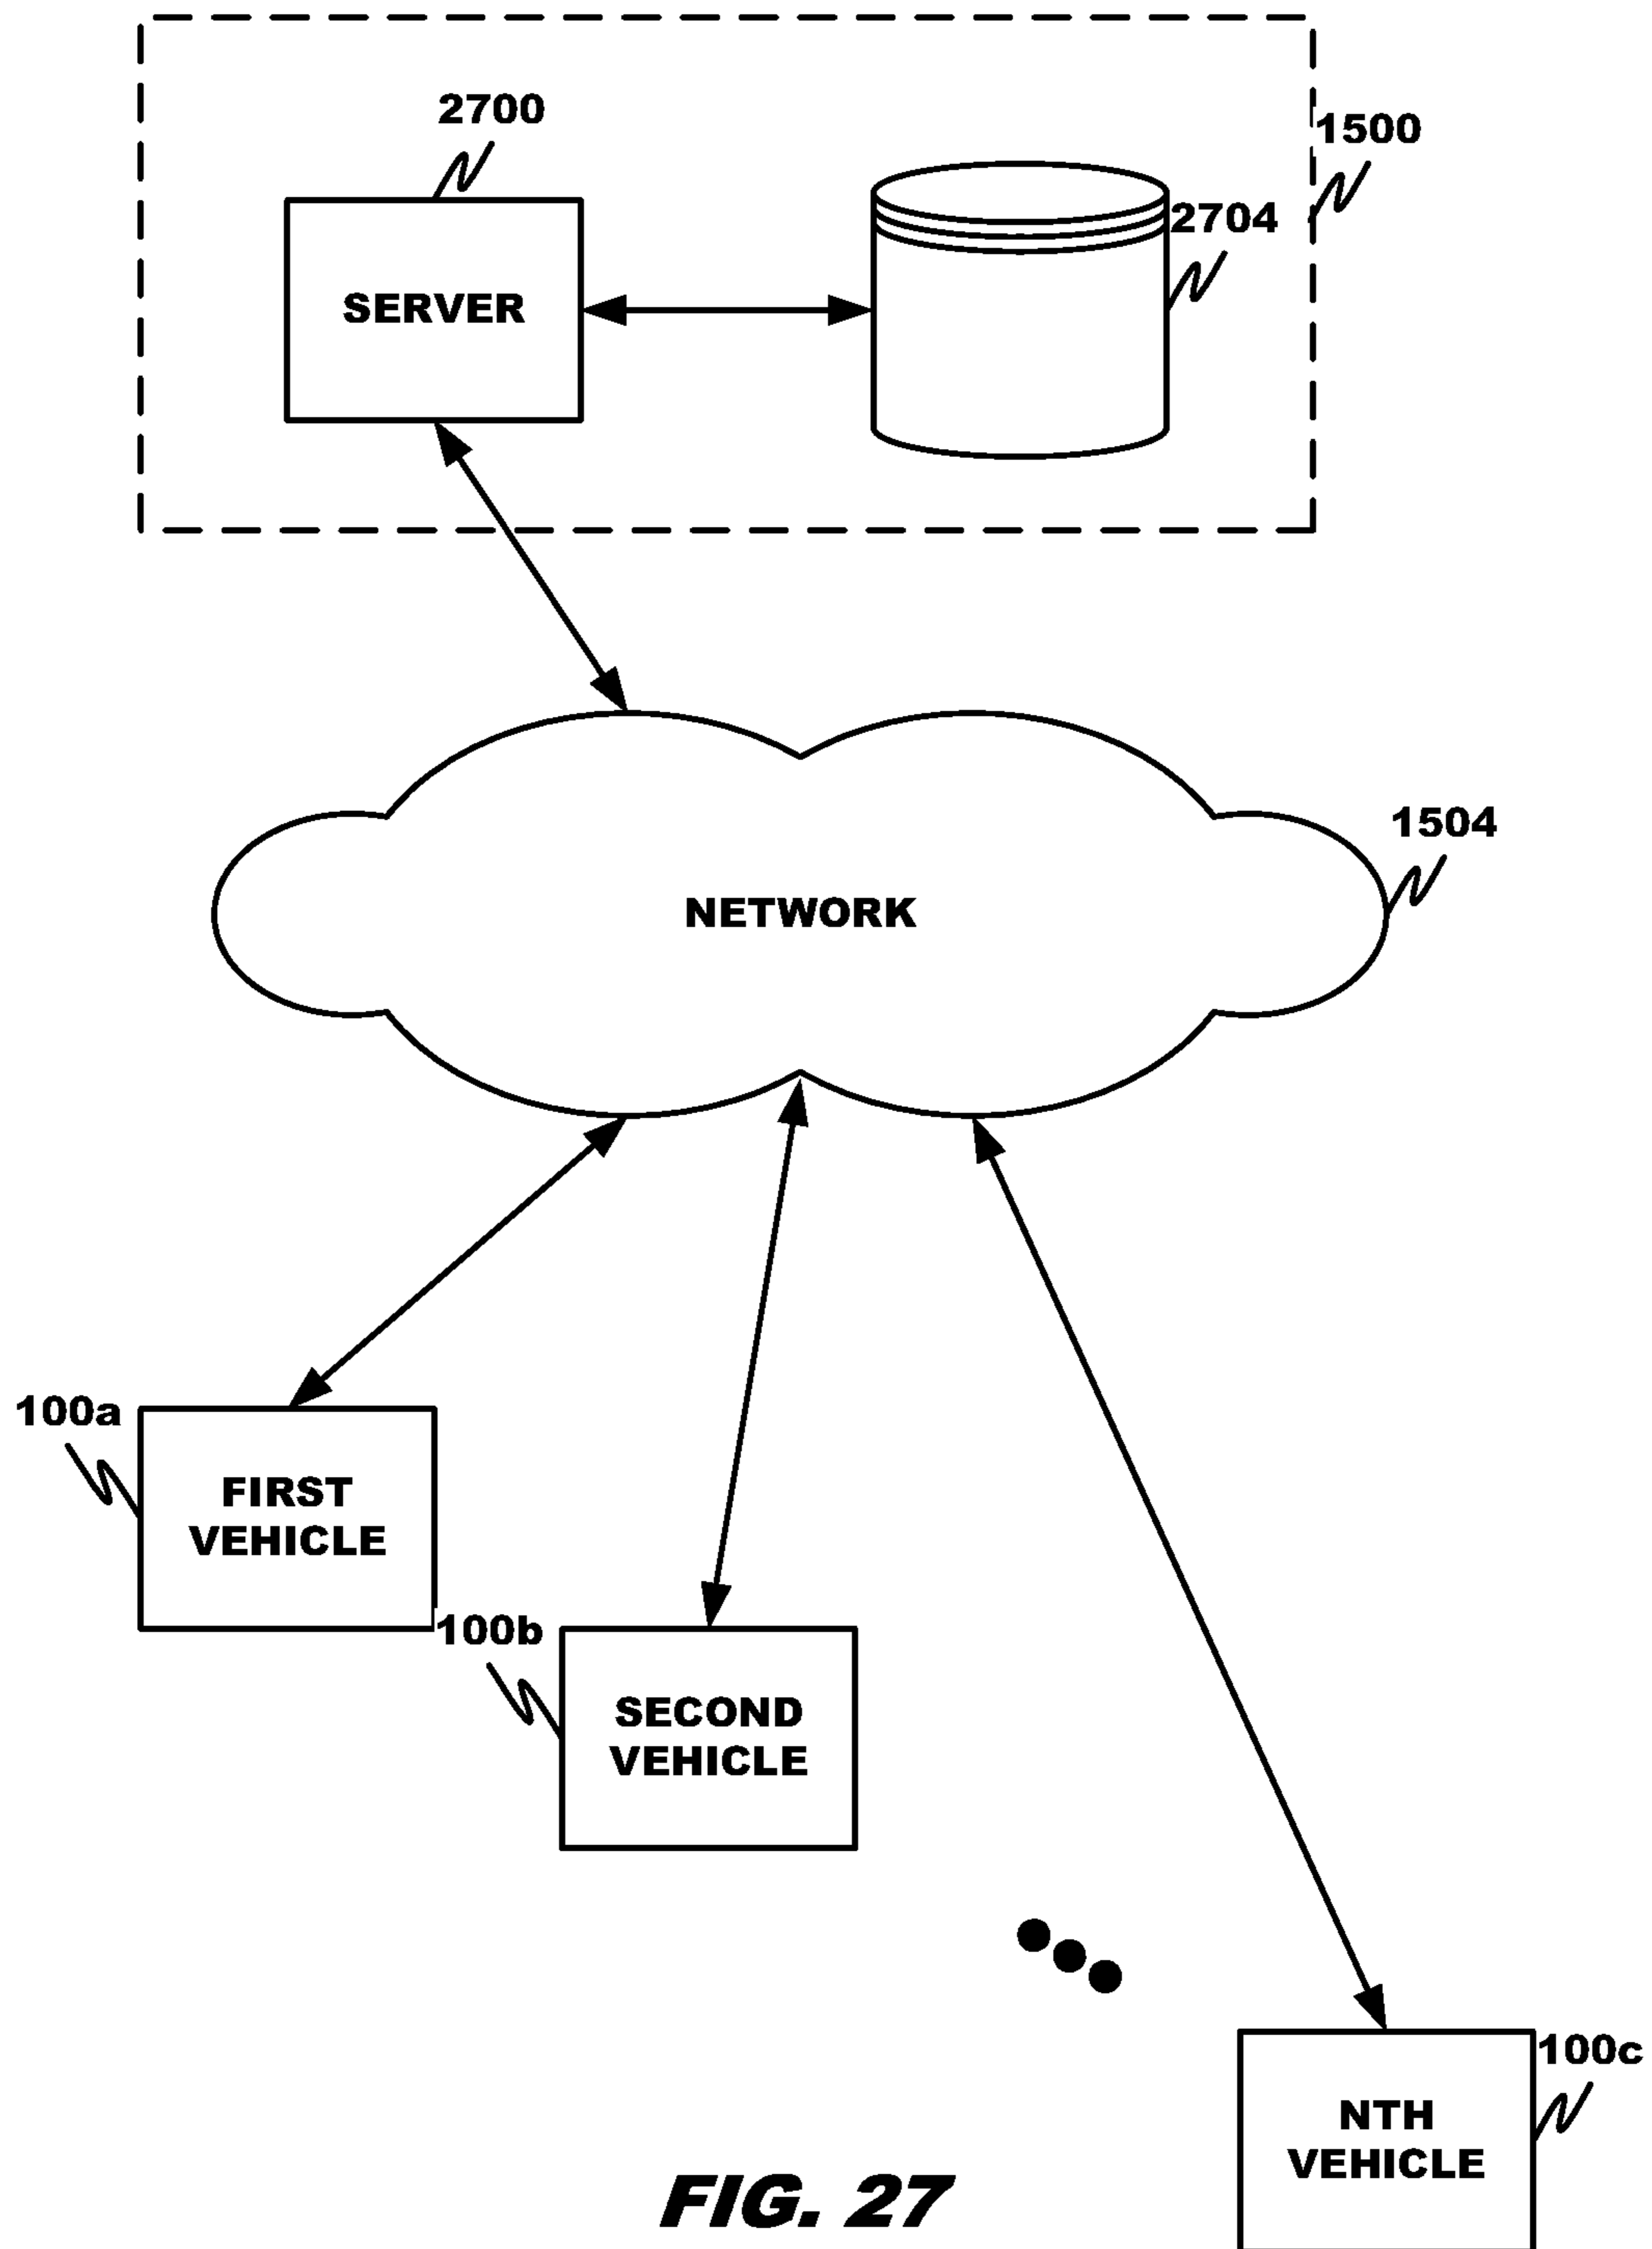 2700
1500
2704
SERVER
1504
NETWORK
100a
FIRST
VEHICLE
100b
SECOND
VEHICLE
100c
NTH
VEHICLE
FIG. 27